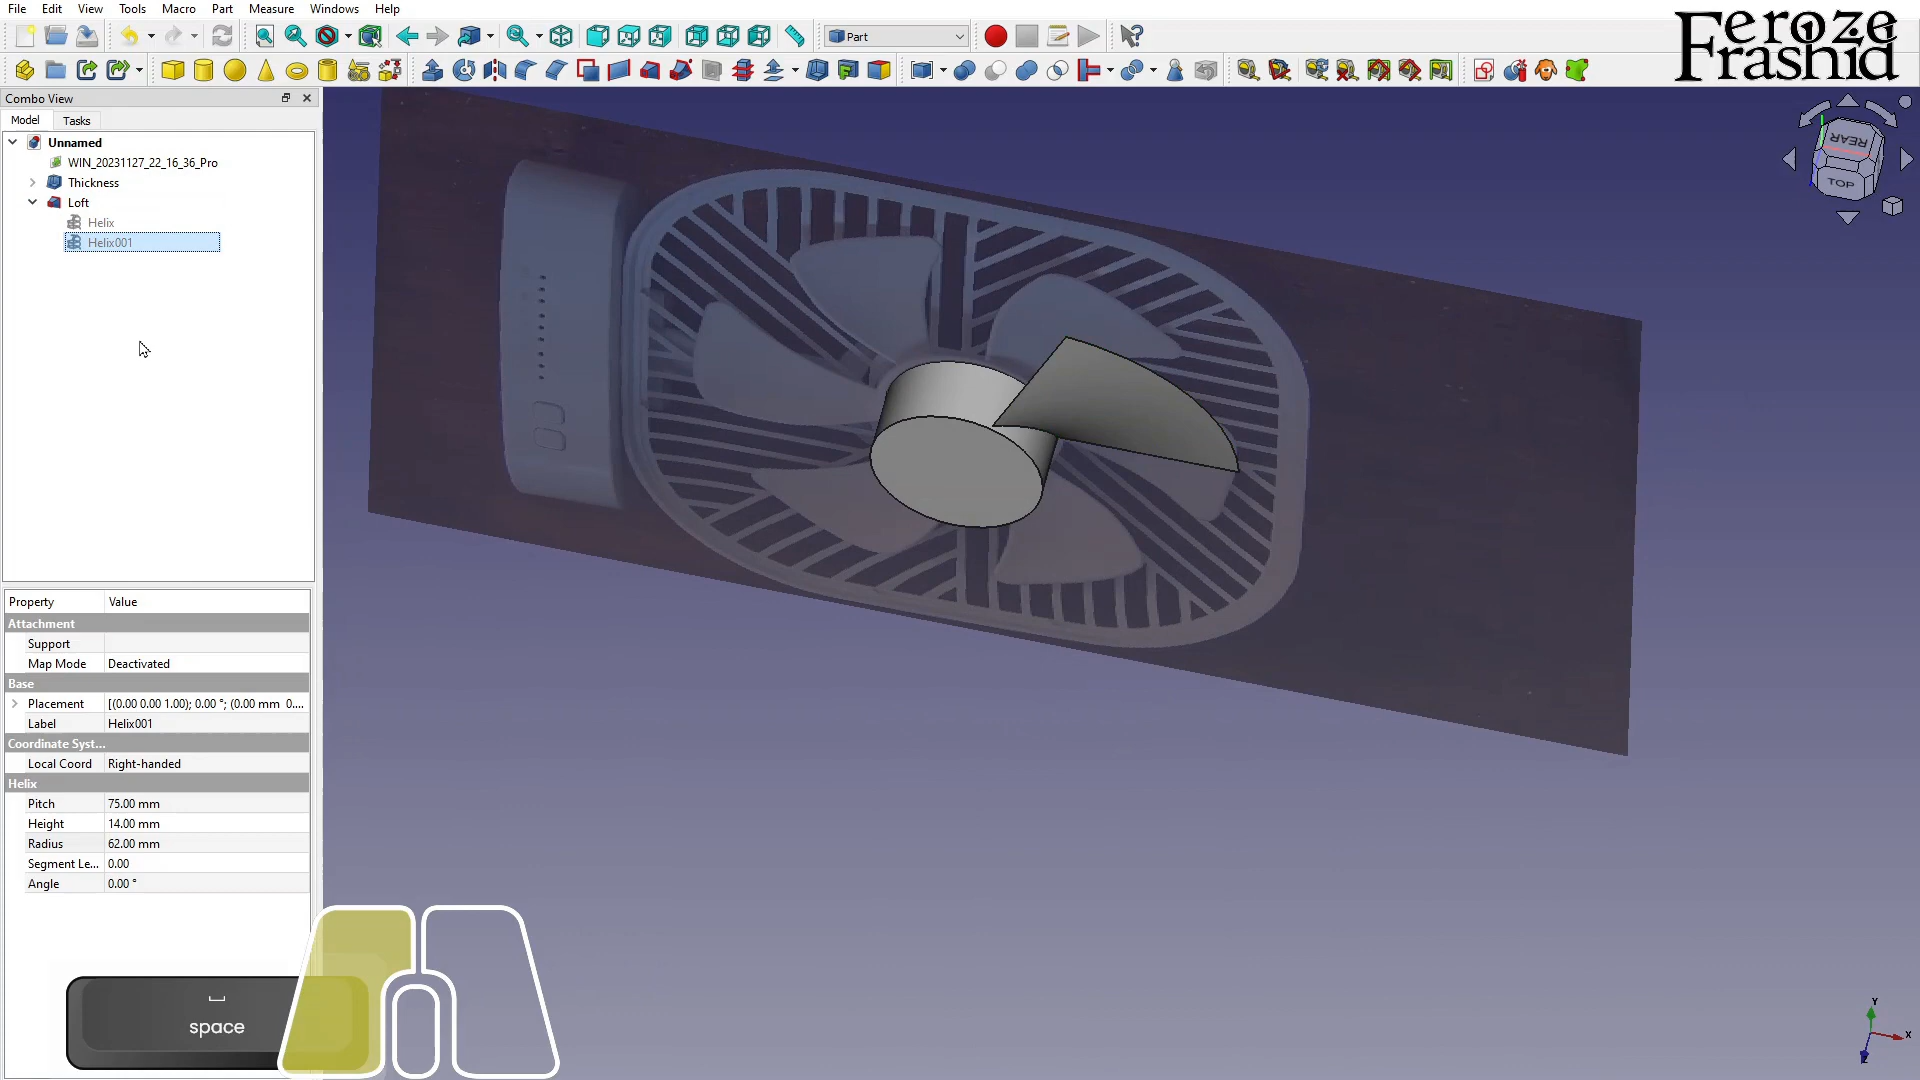 File Edit View Tools Macro Part Measure Windows Help
Part
Feroze
Frashid
Combo View
Model Tasks
Unnamed
WIN_20231127_22_16_36_Pro
Thickness
Loft
Helix
Helix001
REAR
TOP
Property Value
Attachment
Support
Map Mode Deactivated
Base
Placement [(0.00 0.00 1.00); 0.00 °; (0.00 mm 0....
Label Helix001
Coordinate Syst...
Local Coord Right-handed
Helix
Pitch 75.00 mm
Height 14.00 mm
Radius 62.00 mm
Segment Le... 0.00
Angle 0.00 °
space
Y
X
Z